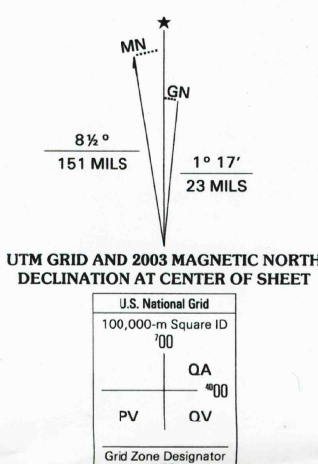 ★
MN
GN
8½ °
151 MILS
1° 17′
23 MILS
UTM GRID AND 2003 MAGNETIC NORTH
DECLINATION AT CENTER OF SHEET
U.S. National Grid
100,000-m Square ID
⁷00
QA
⁴⁰00
PV QV
Grid Zone Designator